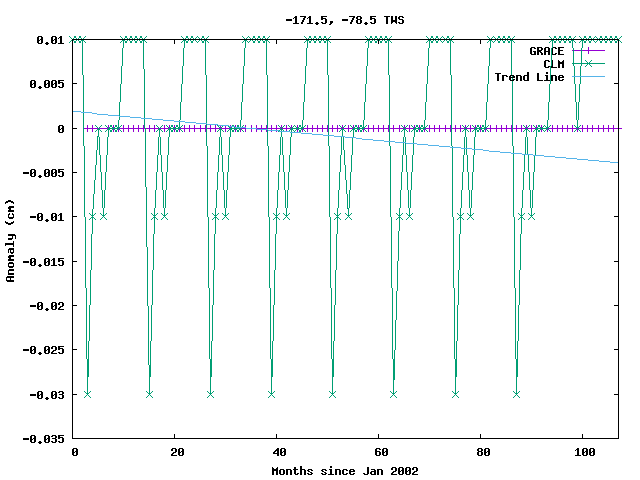 -171.5, -78.5 TWS
0.01
0.005
0
-0.005
-0.01
-0.015
-0.02
-0.025
-0.03
-0.035
Anomaly (cm)
GRACE
CLM
Trend Line
0 20 40 60 80 100
Months since Jan 2002